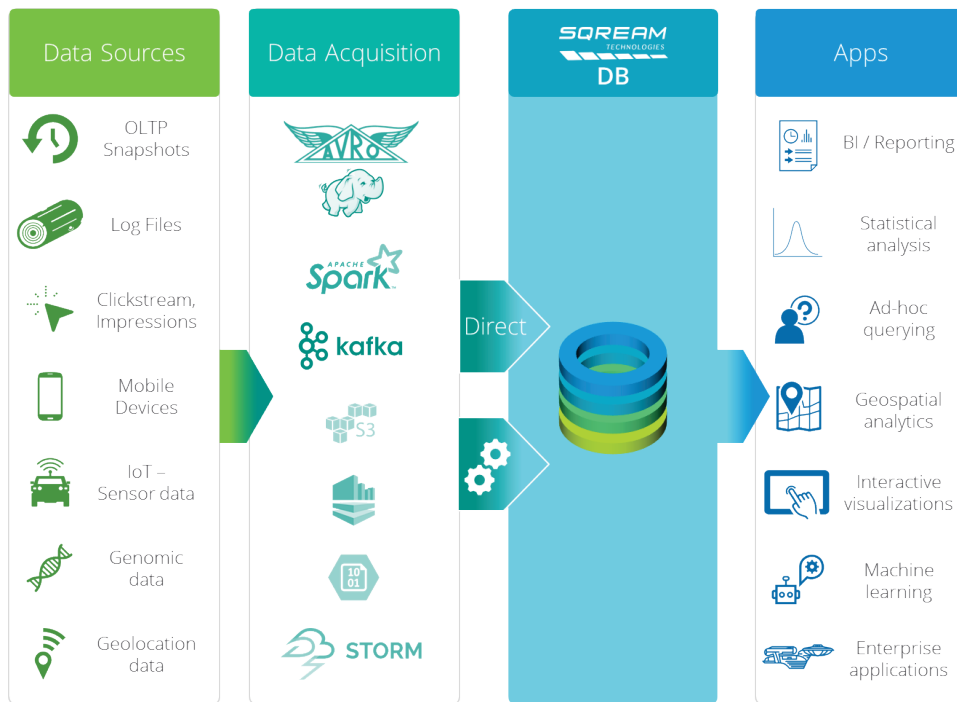 Data Sources
OLTP
Snapshots
Log Files
Clickstream,
Impressions
Mobile
Devices
IoT –
Sensor data
Genomic
data
Geolocation
data
Data Acquisition
AVRO
APACHE
Spark™
kafka
S3
10
01
STORM
Direct
SQREAM
TECHNOLOGIES
DB
Apps
BI / Reporting
Statistical
analysis
Ad-hoc
querying
?
Geospatial
analytics
Interactive
visualizations
Machine
learning
Enterprise
applications